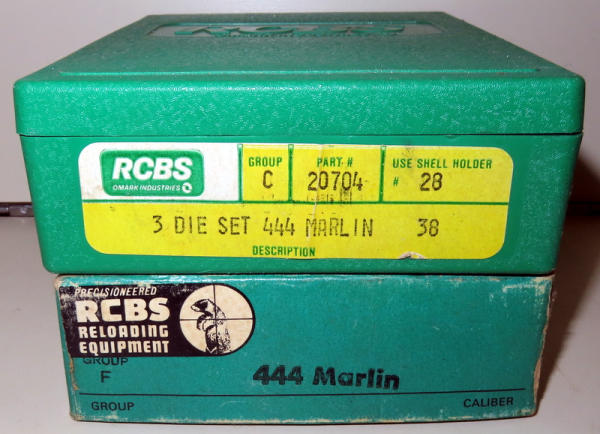 RCBS
RCBS GROUP PART # USE SHELL HOLDER
OMARK INDUSTRIES C 20704 # 28
3 DIE SET 444 MARLIN 38
DESCRIPTION
PRECISIONEERED
RCBS
RELOADING
EQUIPMENT
GROUP
F 444 Marlin
GROUP CALIBER